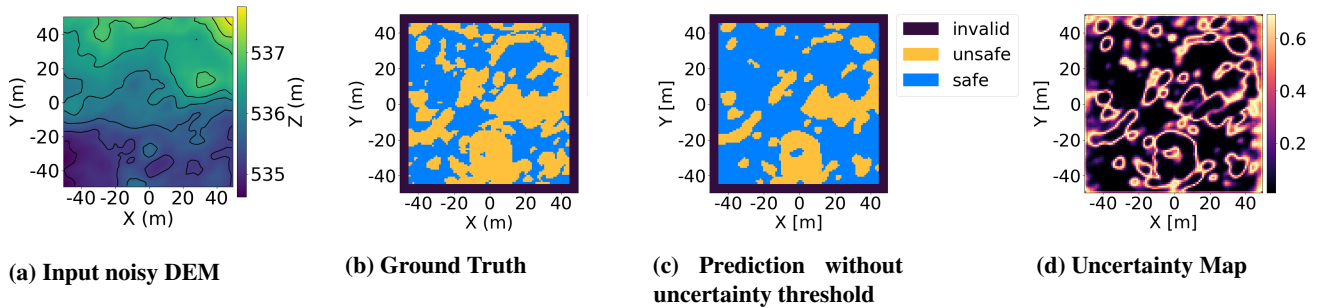 40
20
0
-20
-40
Y (m)
-40 -20 0 20 40
X (m)
537
536
535
Z (m)
(a) Input noisy DEM
40
20
0
-20
-40
Y (m)
-40 -20 0 20 40
X (m)
(b) Ground Truth
40
20
0
-20
-40
Y [m]
-40 -20 0 20 40
X [m]
invalid
unsafe
safe
(c) Prediction without
uncertainty threshold
40
20
0
-20
-40
Y [m]
-40 -20 0 20 40
X [m]
0.6
0.4
0.2
(d) Uncertainty Map